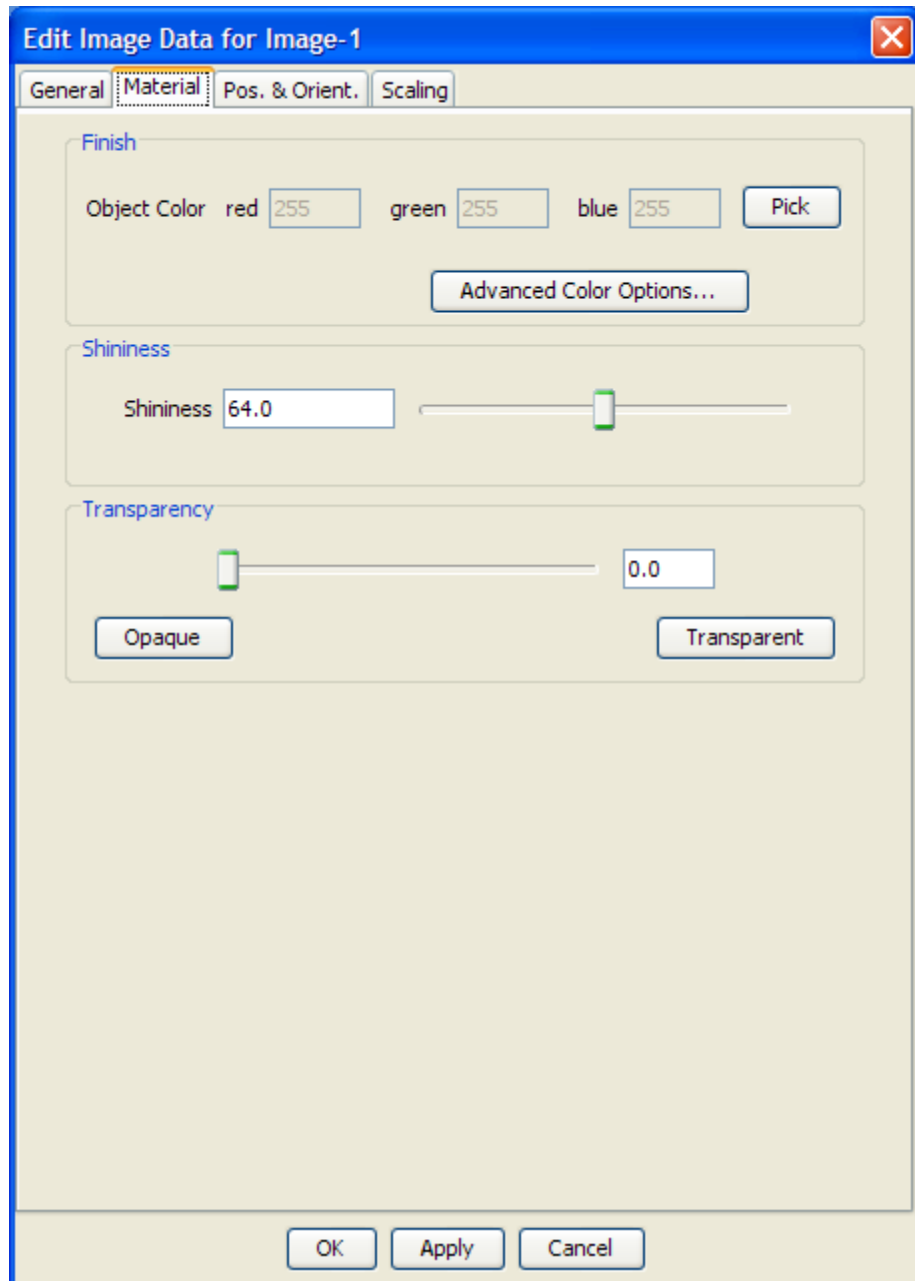 Edit Image Data for Image-1
General Material Pos. & Orient. Scaling
Finish
Object Color red 255 green 255 blue 255 Pick
Advanced Color Options...
Shininess
Shininess 64.0
Transparency
0.0
Opaque Transparent
OK Apply Cancel